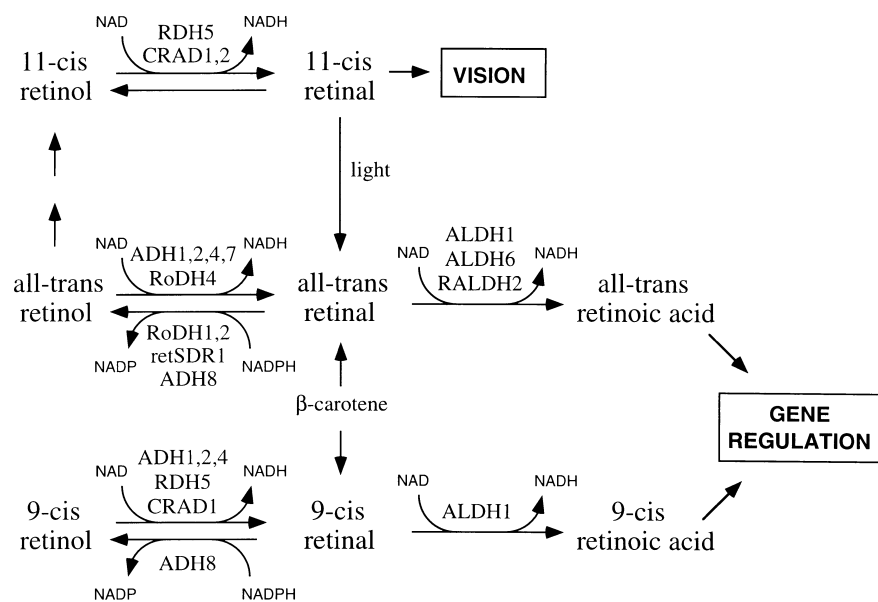 NAD
RDH5
NADH
CRAD1,2
11-cis
retinol
11-cis
retinal
VISION
light
NAD
ADH1,2,4,7
NADH
RoDH4
all-trans
retinol
all-trans
retinal
NAD
ALDH1
ALDH6
RALDH2
NADH
all-trans
retinoic acid
RoDH1,2
retSDR1
ADH8
NADP
NADPH
β-carotene
GENE
REGULATION
NAD
ADH1,2,4
RDH5
CRAD1
NADH
9-cis
retinol
9-cis
retinal
NAD
ALDH1
NADH
9-cis
retinoic acid
ADH8
NADP
NADPH